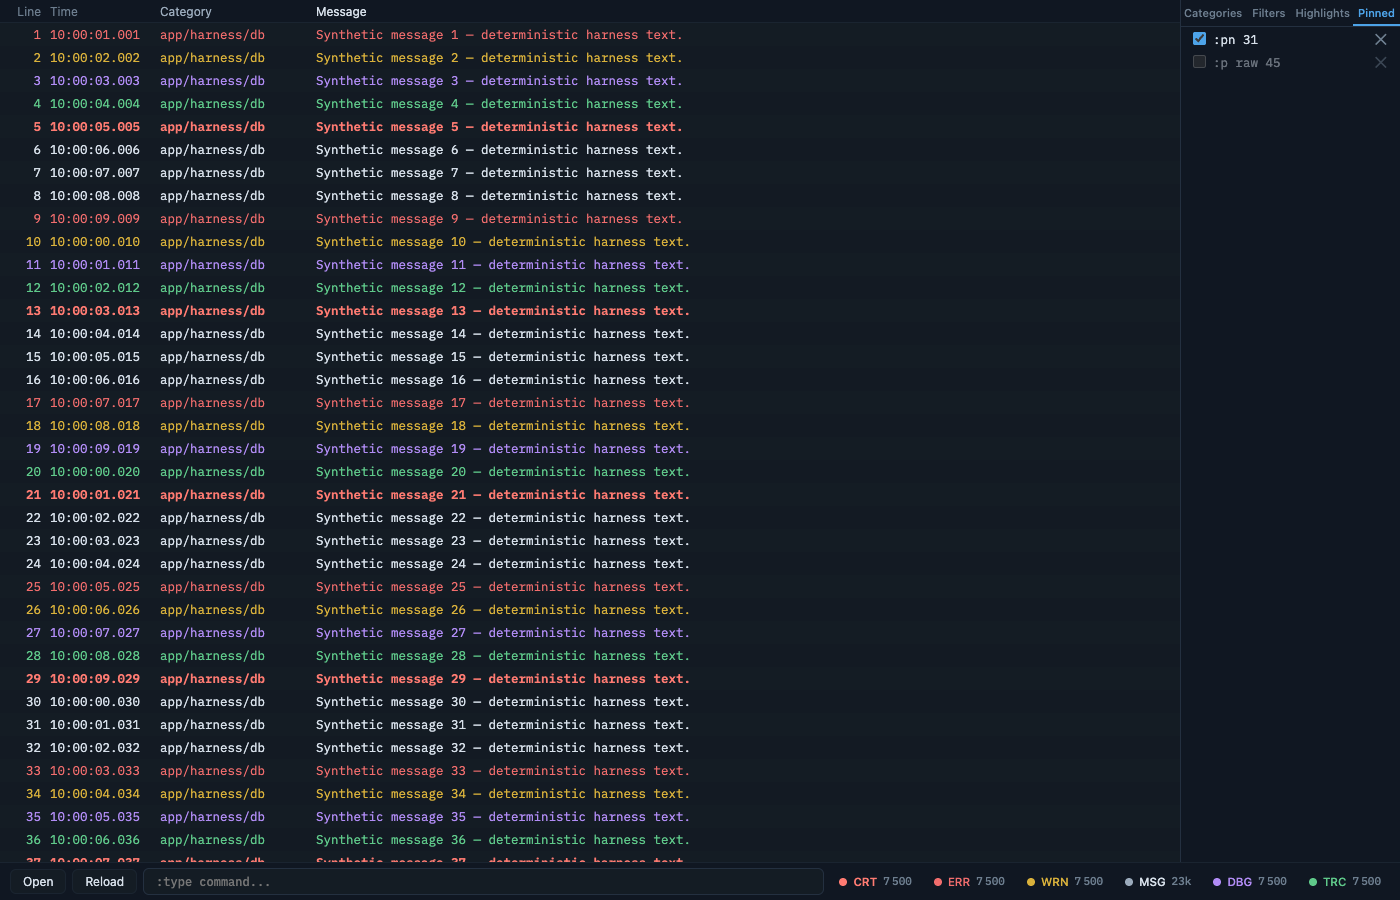 Line Time Category Message
1 10:00:01.001 app/harness/db Synthetic message 1 — deterministic harness text.
2 10:00:02.002 app/harness/db Synthetic message 2 — deterministic harness text.
3 10:00:03.003 app/harness/db Synthetic message 3 — deterministic harness text.
4 10:00:04.004 app/harness/db Synthetic message 4 — deterministic harness text.
5 10:00:05.005 app/harness/db Synthetic message 5 — deterministic harness text.
6 10:00:06.006 app/harness/db Synthetic message 6 — deterministic harness text.
7 10:00:07.007 app/harness/db Synthetic message 7 — deterministic harness text.
8 10:00:08.008 app/harness/db Synthetic message 8 — deterministic harness text.
9 10:00:09.009 app/harness/db Synthetic message 9 — deterministic harness text.
10 10:00:00.010 app/harness/db Synthetic message 10 — deterministic harness text.
11 10:00:01.011 app/harness/db Synthetic message 11 — deterministic harness text.
12 10:00:02.012 app/harness/db Synthetic message 12 — deterministic harness text.
13 10:00:03.013 app/harness/db Synthetic message 13 — deterministic harness text.
14 10:00:04.014 app/harness/db Synthetic message 14 — deterministic harness text.
15 10:00:05.015 app/harness/db Synthetic message 15 — deterministic harness text.
16 10:00:06.016 app/harness/db Synthetic message 16 — deterministic harness text.
17 10:00:07.017 app/harness/db Synthetic message 17 — deterministic harness text.
18 10:00:08.018 app/harness/db Synthetic message 18 — deterministic harness text.
19 10:00:09.019 app/harness/db Synthetic message 19 — deterministic harness text.
20 10:00:00.020 app/harness/db Synthetic message 20 — deterministic harness text.
21 10:00:01.021 app/harness/db Synthetic message 21 — deterministic harness text.
22 10:00:02.022 app/harness/db Synthetic message 22 — deterministic harness text.
23 10:00:03.023 app/harness/db Synthetic message 23 — deterministic harness text.
24 10:00:04.024 app/harness/db Synthetic message 24 — deterministic harness text.
25 10:00:05.025 app/harness/db Synthetic message 25 — deterministic harness text.
26 10:00:06.026 app/harness/db Synthetic message 26 — deterministic harness text.
27 10:00:07.027 app/harness/db Synthetic message 27 — deterministic harness text.
28 10:00:08.028 app/harness/db Synthetic message 28 — deterministic harness text.
29 10:00:09.029 app/harness/db Synthetic message 29 — deterministic harness text.
30 10:00:00.030 app/harness/db Synthetic message 30 — deterministic harness text.
31 10:00:01.031 app/harness/db Synthetic message 31 — deterministic harness text.
32 10:00:02.032 app/harness/db Synthetic message 32 — deterministic harness text.
33 10:00:03.033 app/harness/db Synthetic message 33 — deterministic harness text.
34 10:00:04.034 app/harness/db Synthetic message 34 — deterministic harness text.
35 10:00:05.035 app/harness/db Synthetic message 35 — deterministic harness text.
36 10:00:06.036 app/harness/db Synthetic message 36 — deterministic harness text.
37 10:00:07.037 app/harness/db Synthetic message 37 — deterministic harness text.
Categories Filters Highlights Pinned
:pn 31
:p raw 45
Open Reload :type command... CRT 7 500 ERR 7 500 WRN 7 500 MSG 23k DBG 7 500 TRC 7 500